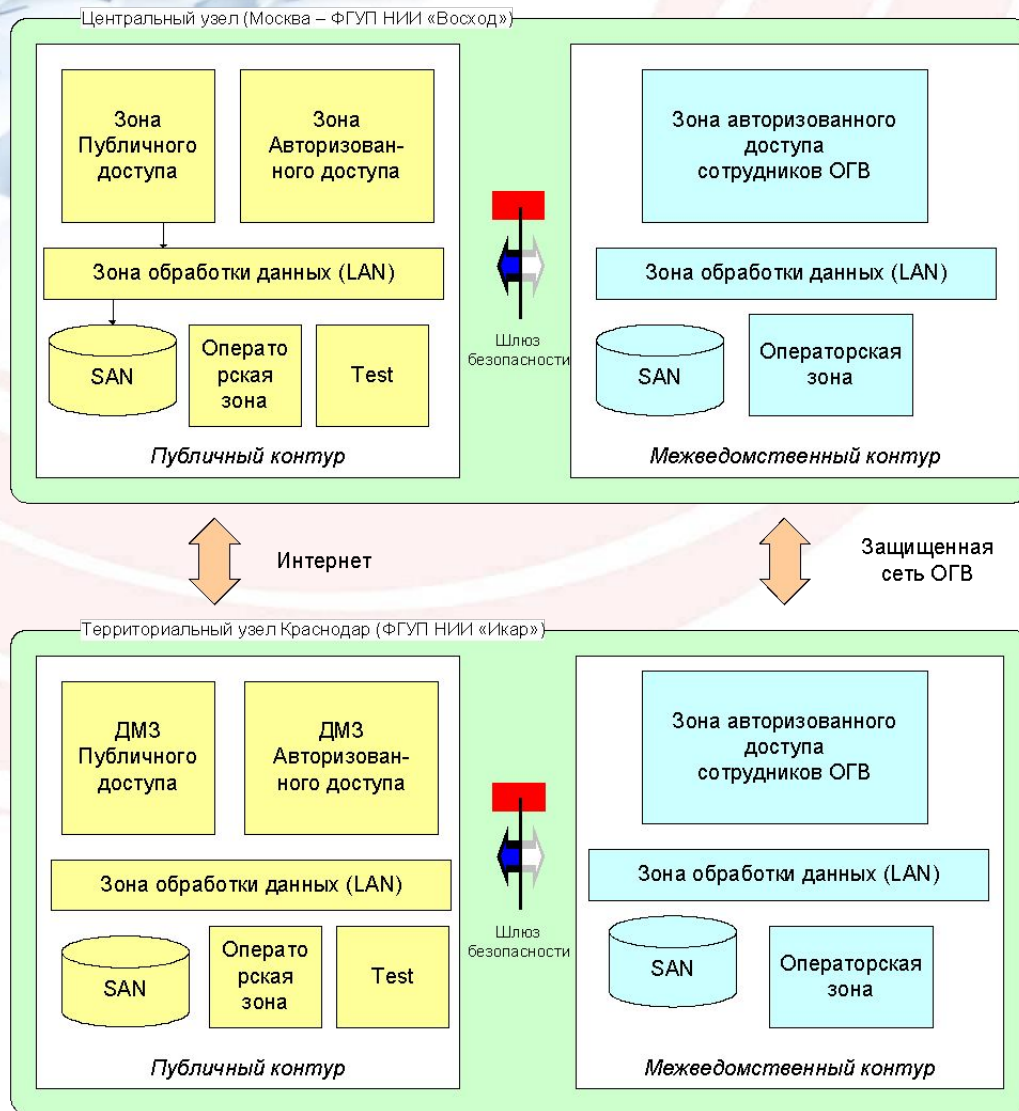 Центральный узел (Москва – ФГУП НИИ «Восход»)
Зона
Публичного
доступа
Зона
Авторизован-
ного доступа
Зона обработки данных (LAN)
SAN
Операто
рская
зона
Test
Публичный контур
Шлюз
безопасности
Зона авторизованного
доступа
сотрудников ОГВ
Зона обработки данных (LAN)
SAN
Операторская
зона
Межведомственный контур
Интернет
Защищенная
сеть ОГВ
Территориальный узел Краснодар (ФГУП НИИ «Икар»)
ДМЗ
Публичного
доступа
ДМЗ
Авторизован-
ного доступа
Зона обработки данных (LAN)
SAN
Операто
рская
зона
Test
Публичный контур
Шлюз
безопасности
Зона авторизованного
доступа
сотрудников ОГВ
Зона обработки данных (LAN)
SAN
Операторская
зона
Межведомственный контур